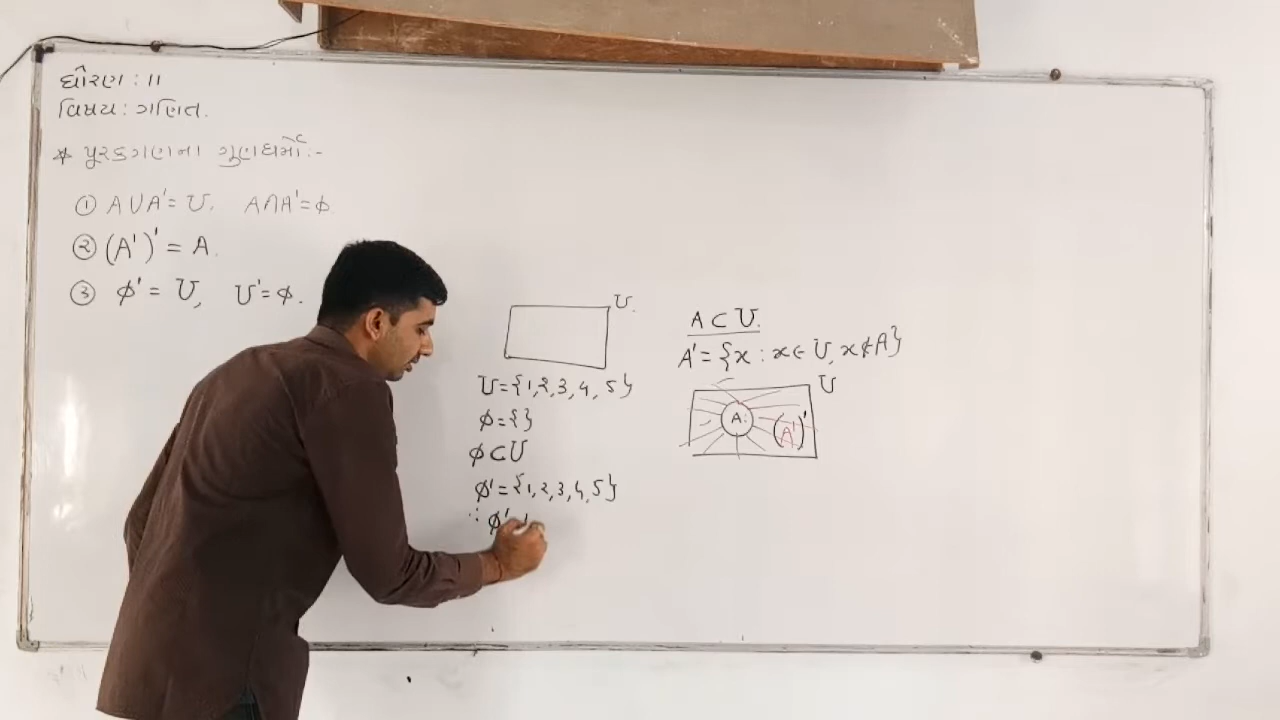 ધોરણ : 11
વિષય : ગણિત.
* પૂરકગણના ગુણધર્મો :-
① A∪A' = U, A∩A' = ϕ
② (A')' = A.
③ ϕ' = U, U' = ϕ.
U.
U = {1, 2, 3, 4, 5}
ϕ = { }
ϕ ⊂ U
ϕ' = {1, 2, 3, 4, 5}
∴ ϕ'
A ⊂ U.
A' = {x : x ∈ U, x ∉ A}
U
A (A')'